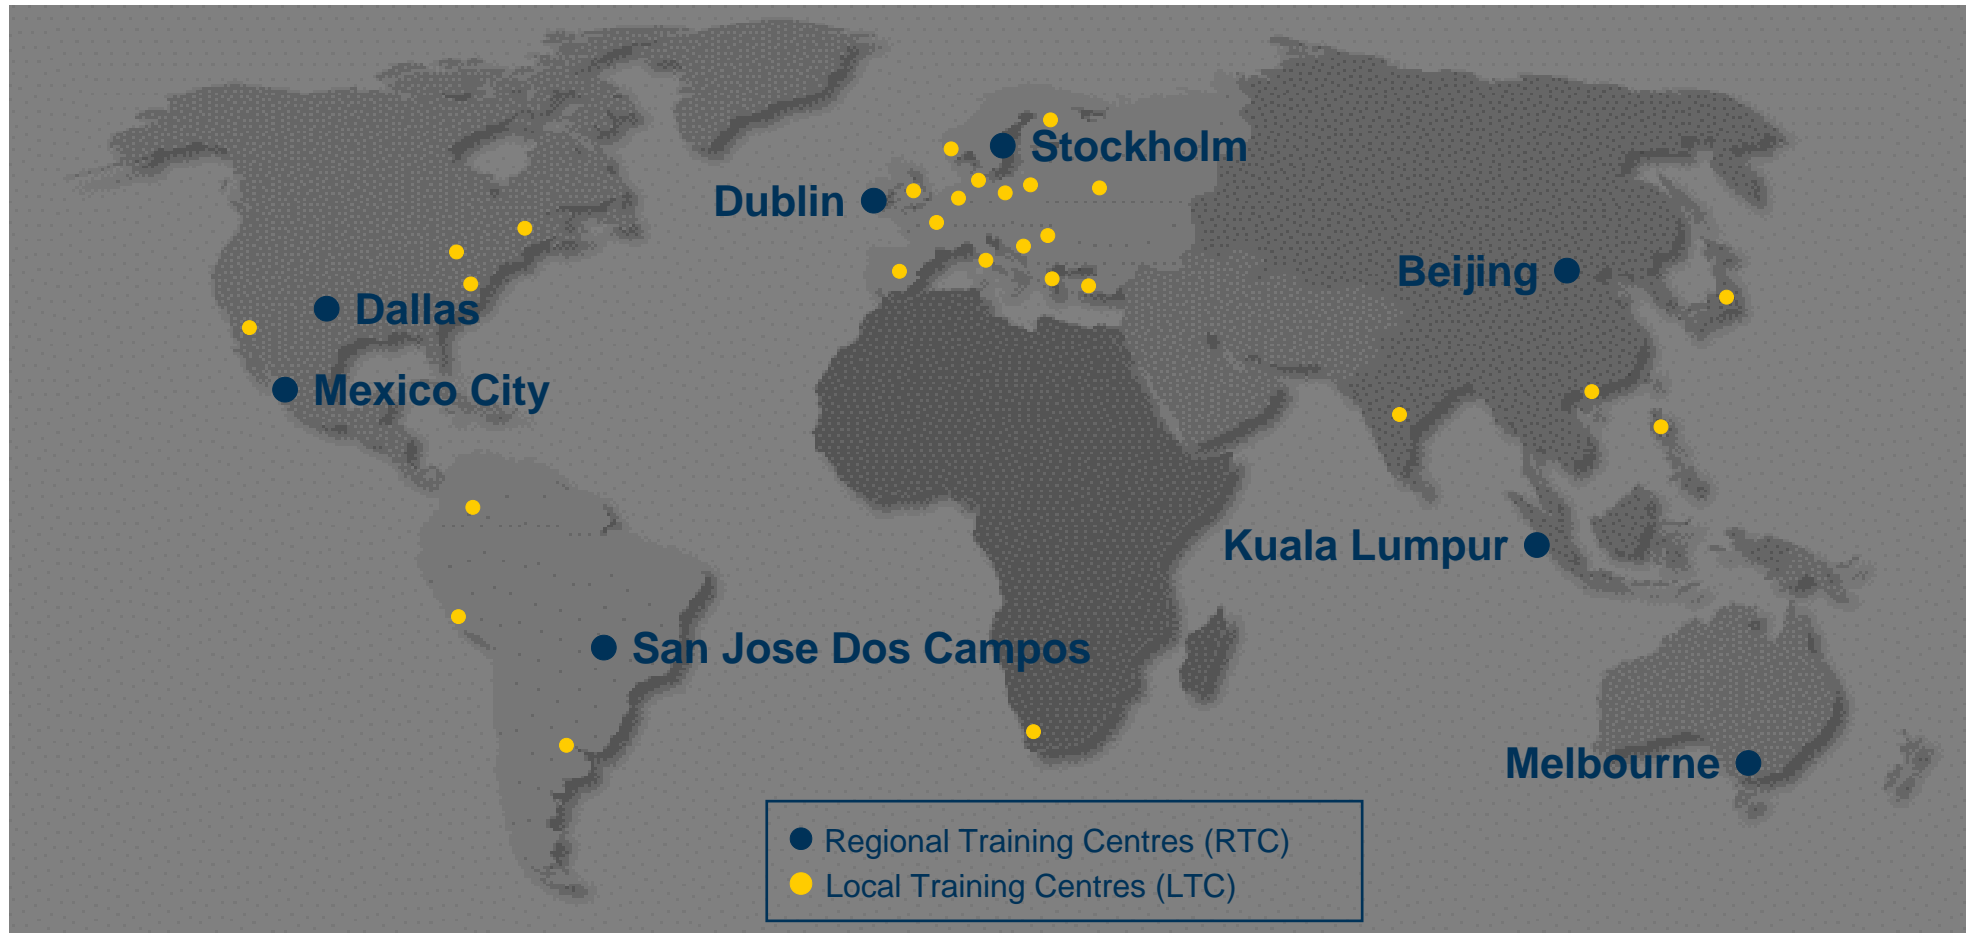 Stockholm
Dublin
Beijing
Dallas
Mexico City
Kuala Lumpur
San Jose Dos Campos
Melbourne
Regional Training Centres (RTC)
Local Training Centres (LTC)